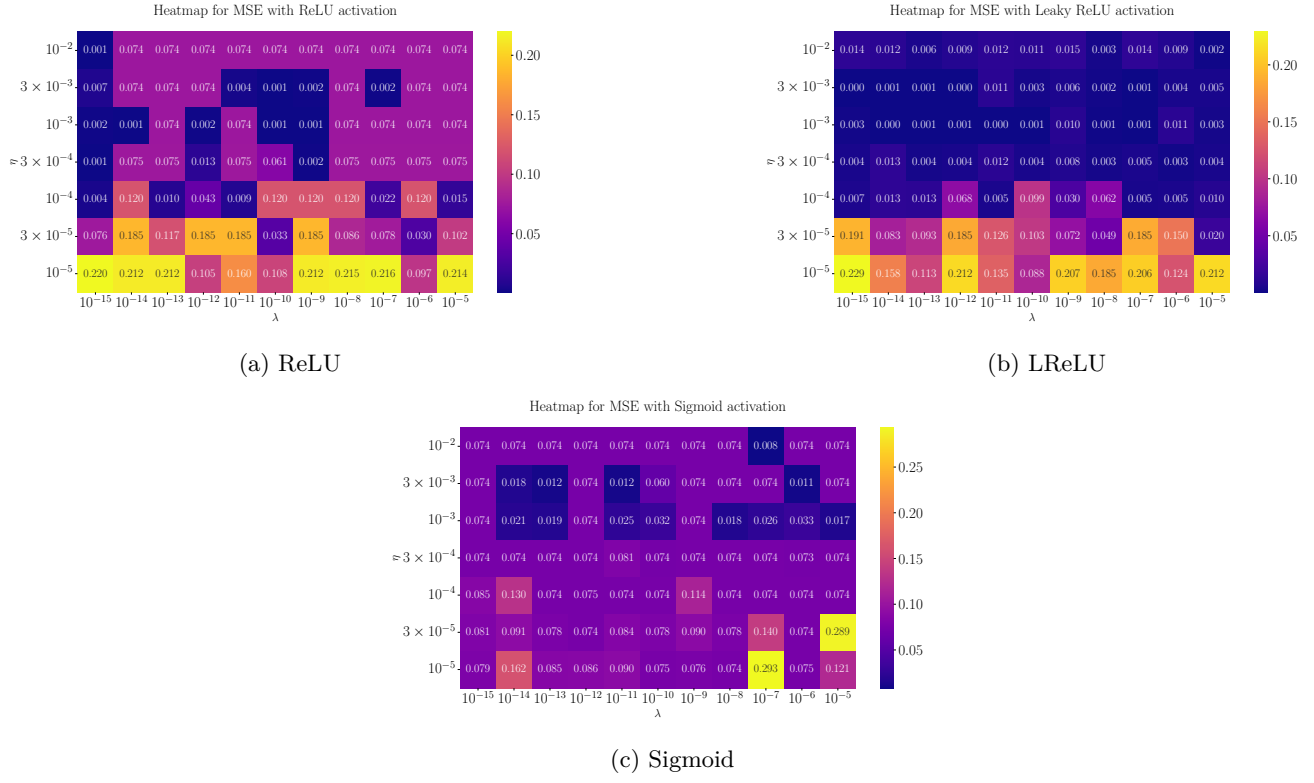 Heatmap for MSE with ReLU activation
10⁻² 0.001 0.074 0.074 0.074 0.074 0.074 0.074 0.074 0.074 0.074 0.074
3 × 10⁻³ 0.007 0.074 0.074 0.074 0.004 0.001 0.002 0.074 0.002 0.074 0.074
10⁻³ 0.002 0.001 0.074 0.002 0.074 0.001 0.001 0.074 0.074 0.074 0.074
η 3 × 10⁻⁴ 0.001 0.075 0.075 0.013 0.075 0.061 0.002 0.075 0.075 0.075 0.075
10⁻⁴ 0.004 0.120 0.010 0.043 0.009 0.120 0.120 0.120 0.022 0.120 0.015
3 × 10⁻⁵ 0.076 0.185 0.117 0.185 0.185 0.033 0.185 0.086 0.078 0.030 0.102
10⁻⁵ 0.220 0.212 0.212 0.105 0.160 0.108 0.212 0.215 0.216 0.097 0.214
10⁻¹⁵ 10⁻¹⁴ 10⁻¹³ 10⁻¹² 10⁻¹¹ 10⁻¹⁰ 10⁻⁹ 10⁻⁸ 10⁻⁷ 10⁻⁶ 10⁻⁵
λ
0.20
0.15
0.10
0.05
(a) ReLU
Heatmap for MSE with Leaky ReLU activation
10⁻² 0.014 0.012 0.006 0.009 0.012 0.011 0.015 0.003 0.014 0.009 0.002
3 × 10⁻³ 0.000 0.001 0.001 0.000 0.011 0.003 0.006 0.002 0.001 0.004 0.005
10⁻³ 0.003 0.000 0.001 0.001 0.000 0.001 0.010 0.001 0.001 0.011 0.003
η 3 × 10⁻⁴ 0.004 0.013 0.004 0.004 0.012 0.004 0.008 0.003 0.005 0.003 0.004
10⁻⁴ 0.007 0.013 0.013 0.068 0.005 0.099 0.030 0.062 0.005 0.005 0.010
3 × 10⁻⁵ 0.191 0.083 0.093 0.185 0.126 0.103 0.072 0.049 0.185 0.150 0.020
10⁻⁵ 0.229 0.158 0.113 0.212 0.135 0.088 0.207 0.185 0.206 0.124 0.212
10⁻¹⁵ 10⁻¹⁴ 10⁻¹³ 10⁻¹² 10⁻¹¹ 10⁻¹⁰ 10⁻⁹ 10⁻⁸ 10⁻⁷ 10⁻⁶ 10⁻⁵
λ
0.20
0.15
0.10
0.05
(b) LReLU
Heatmap for MSE with Sigmoid activation
10⁻² 0.074 0.074 0.074 0.074 0.074 0.074 0.074 0.074 0.008 0.074 0.074
3 × 10⁻³ 0.074 0.018 0.012 0.074 0.012 0.060 0.074 0.074 0.074 0.011 0.074
10⁻³ 0.074 0.021 0.019 0.074 0.025 0.032 0.074 0.018 0.026 0.033 0.017
η 3 × 10⁻⁴ 0.074 0.074 0.074 0.074 0.081 0.074 0.074 0.074 0.074 0.073 0.074
10⁻⁴ 0.085 0.130 0.074 0.075 0.074 0.074 0.114 0.074 0.074 0.074 0.074
3 × 10⁻⁵ 0.081 0.091 0.078 0.074 0.084 0.078 0.090 0.078 0.140 0.074 0.289
10⁻⁵ 0.079 0.162 0.085 0.086 0.090 0.075 0.076 0.074 0.293 0.075 0.121
10⁻¹⁵ 10⁻¹⁴ 10⁻¹³ 10⁻¹² 10⁻¹¹ 10⁻¹⁰ 10⁻⁹ 10⁻⁸ 10⁻⁷ 10⁻⁶ 10⁻⁵
λ
0.25
0.20
0.15
0.10
0.05
(c) Sigmoid